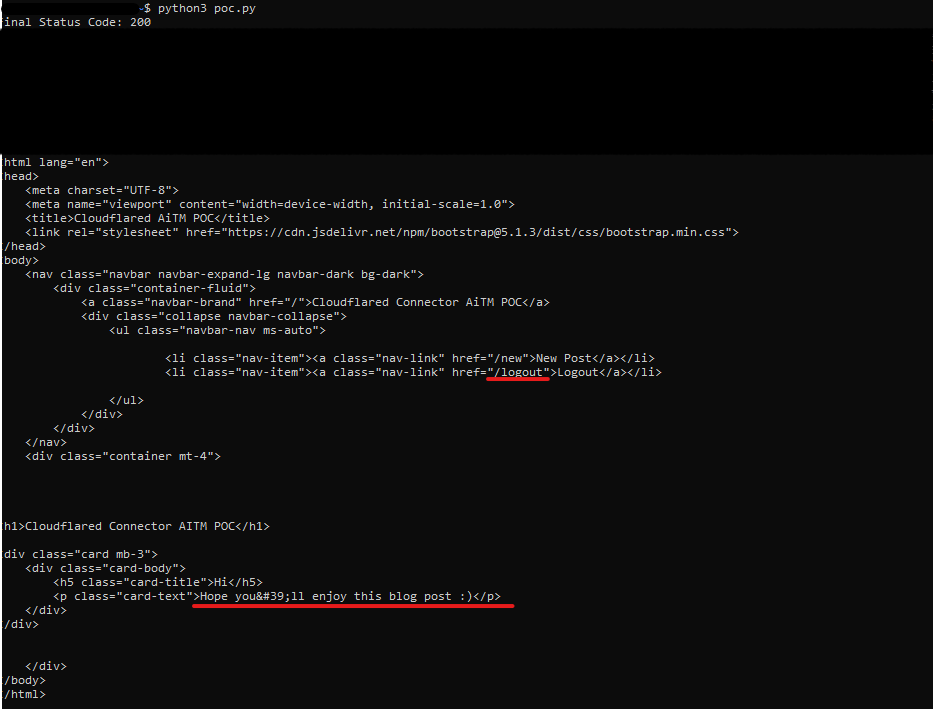 ~$ python3 poc.py
inal Status Code: 200
html lang="en">
head>
<meta charset="UTF-8">
<meta name="viewport" content="width=device-width, initial-scale=1.0">
<title>Cloudflared AiTM POC</title>
<link rel="stylesheet" href="https://cdn.jsdelivr.net/npm/bootstrap@5.1.3/dist/css/bootstrap.min.css">
/head>
body>
<nav class="navbar navbar-expand-lg navbar-dark bg-dark">
<div class="container-fluid">
<a class="navbar-brand" href="/">Cloudflared Connector AiTM POC</a>
<div class="collapse navbar-collapse">
<ul class="navbar-nav ms-auto">
<li class="nav-item"><a class="nav-link" href="/new">New Post</a></li>
<li class="nav-item"><a class="nav-link" href="/logout">Logout</a></li>
</ul>
</div>
</div>
</nav>
<div class="container mt-4">
h1>Cloudflared Connector AITM POC</h1>
div class="card mb-3">
<div class="card-body">
<h5 class="card-title">Hi</h5>
<p class="card-text">Hope you&#39;ll enjoy this blog post :)</p>
</div>
/div>
</div>
/body>
/html>